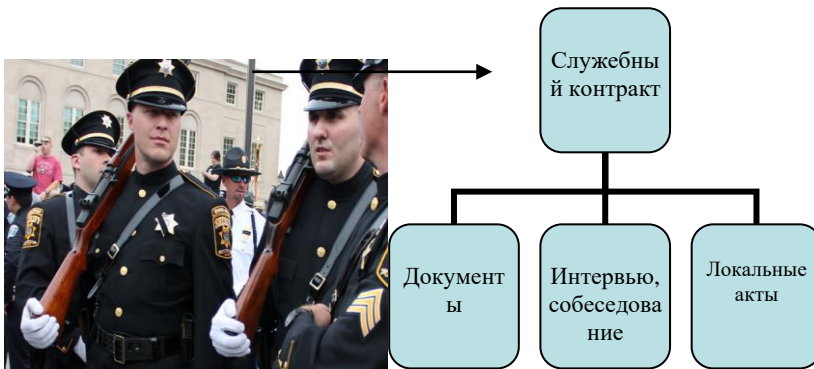 Служебны
й контракт
Документ
ы
Интервью,
собеседова
ние
Локальные
акты